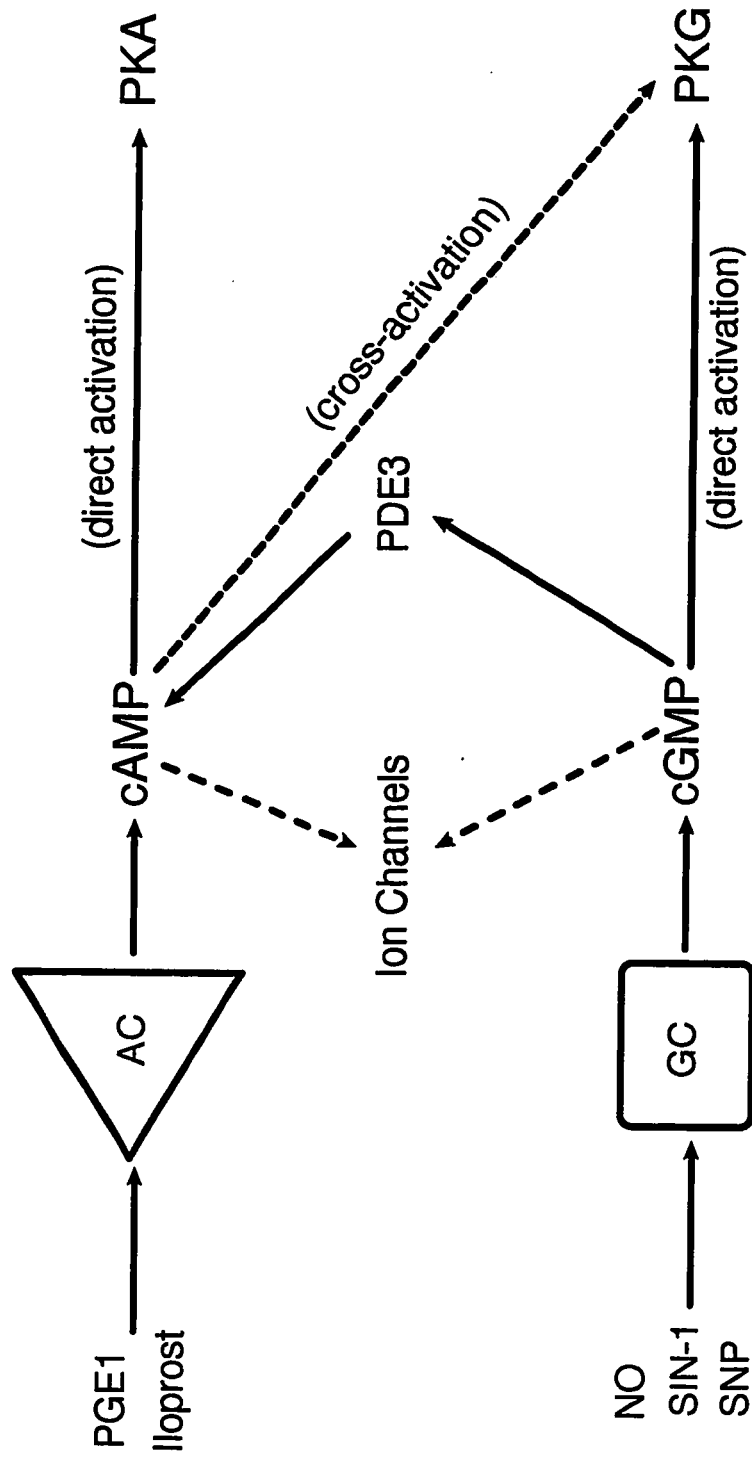 PGE1
Iloprost
AC
cAMP
(direct activation)
PKA
Ion Channels
PDE3
(cross-activation)
NO
SIN-1
SNP
GC
cGMP
(direct activation)
PKG